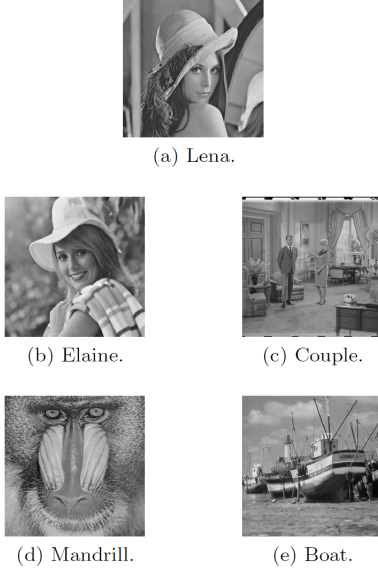 (a) Lena.
(b) Elaine.
(c) Couple.
(d) Mandrill.
(e) Boat.